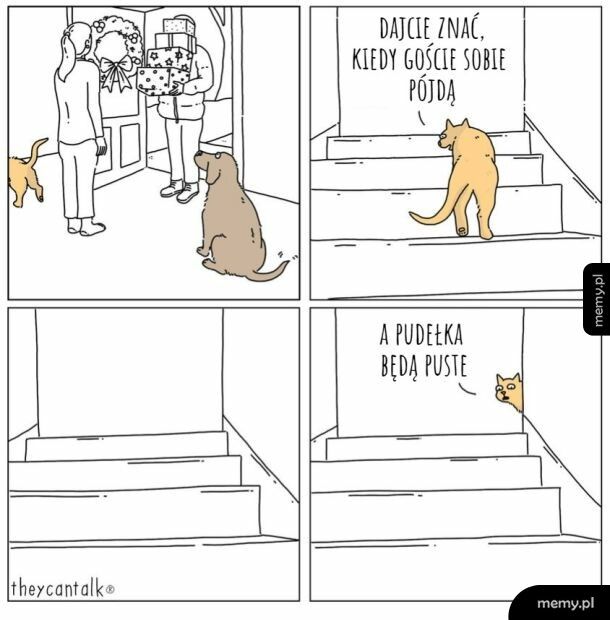 DAJCIE ZNAĆ,
KIEDY GOŚCIE SOBIE
PÓJDĄ
memy.pl
A PUDEŁKA
BĘDĄ PUSTE
theycantalk®
memy.pl